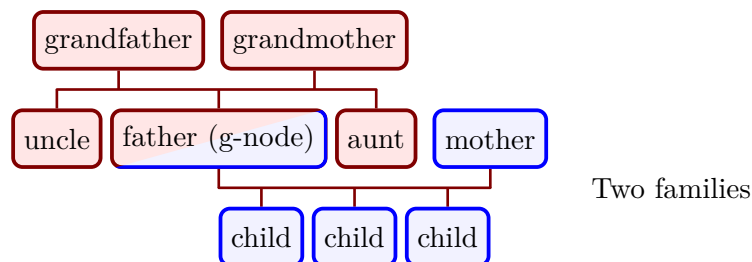 grandfather grandmother
uncle father (g-node) aunt mother
Two families
child child child